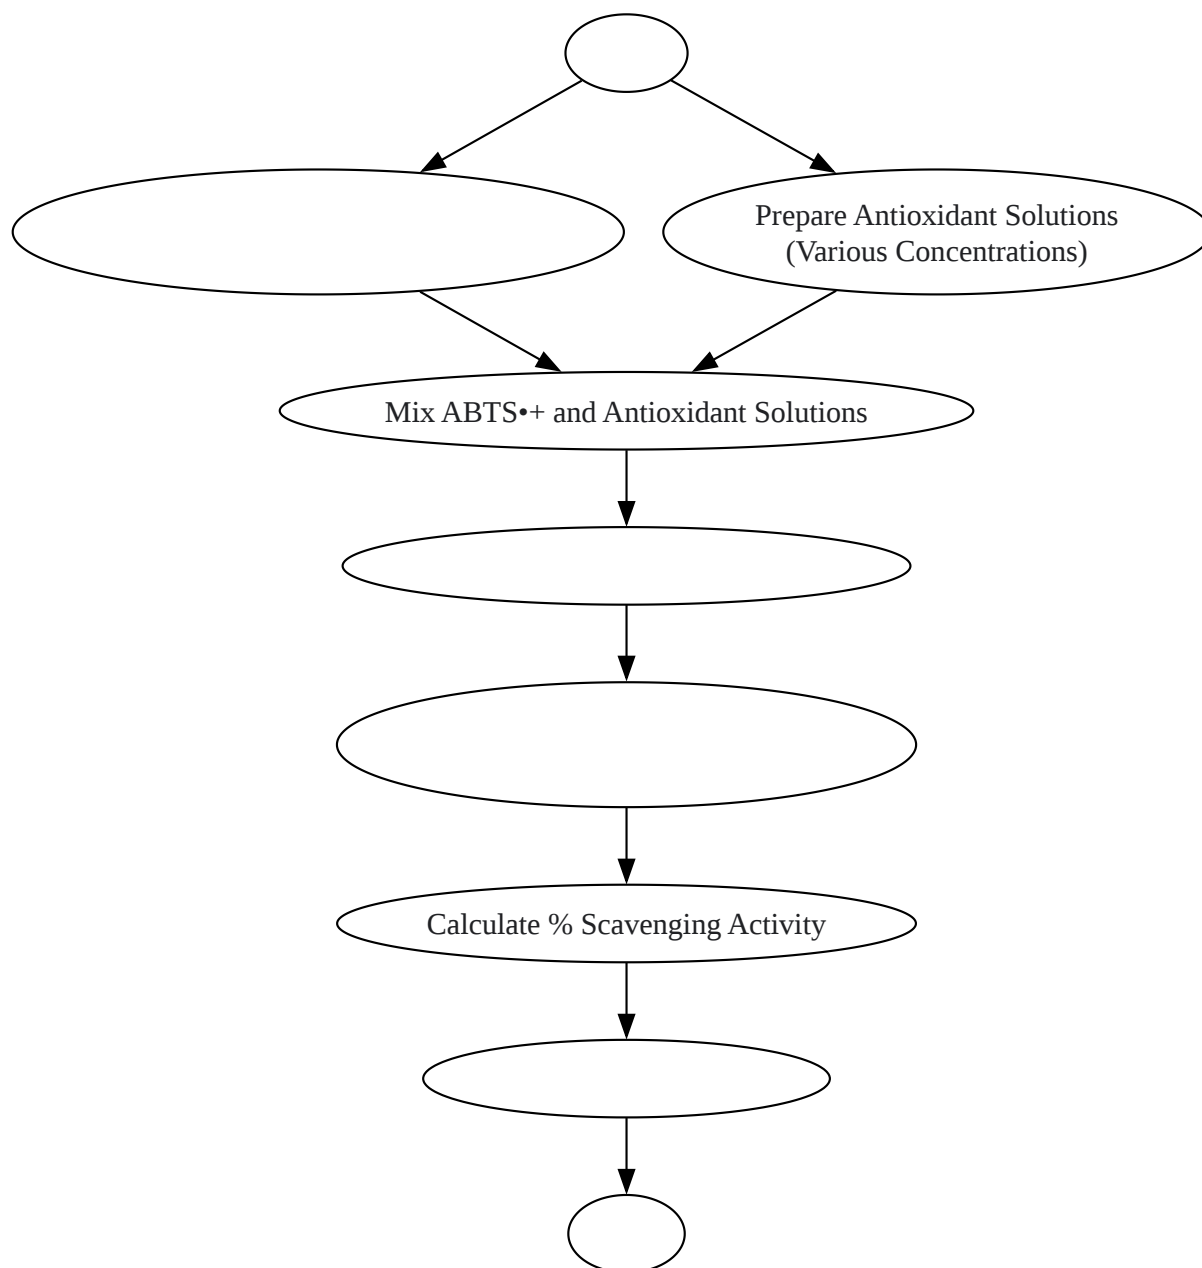 Prepare Antioxidant Solutions
(Various Concentrations)
Mix ABTS•+ and Antioxidant Solutions
Calculate % Scavenging Activity